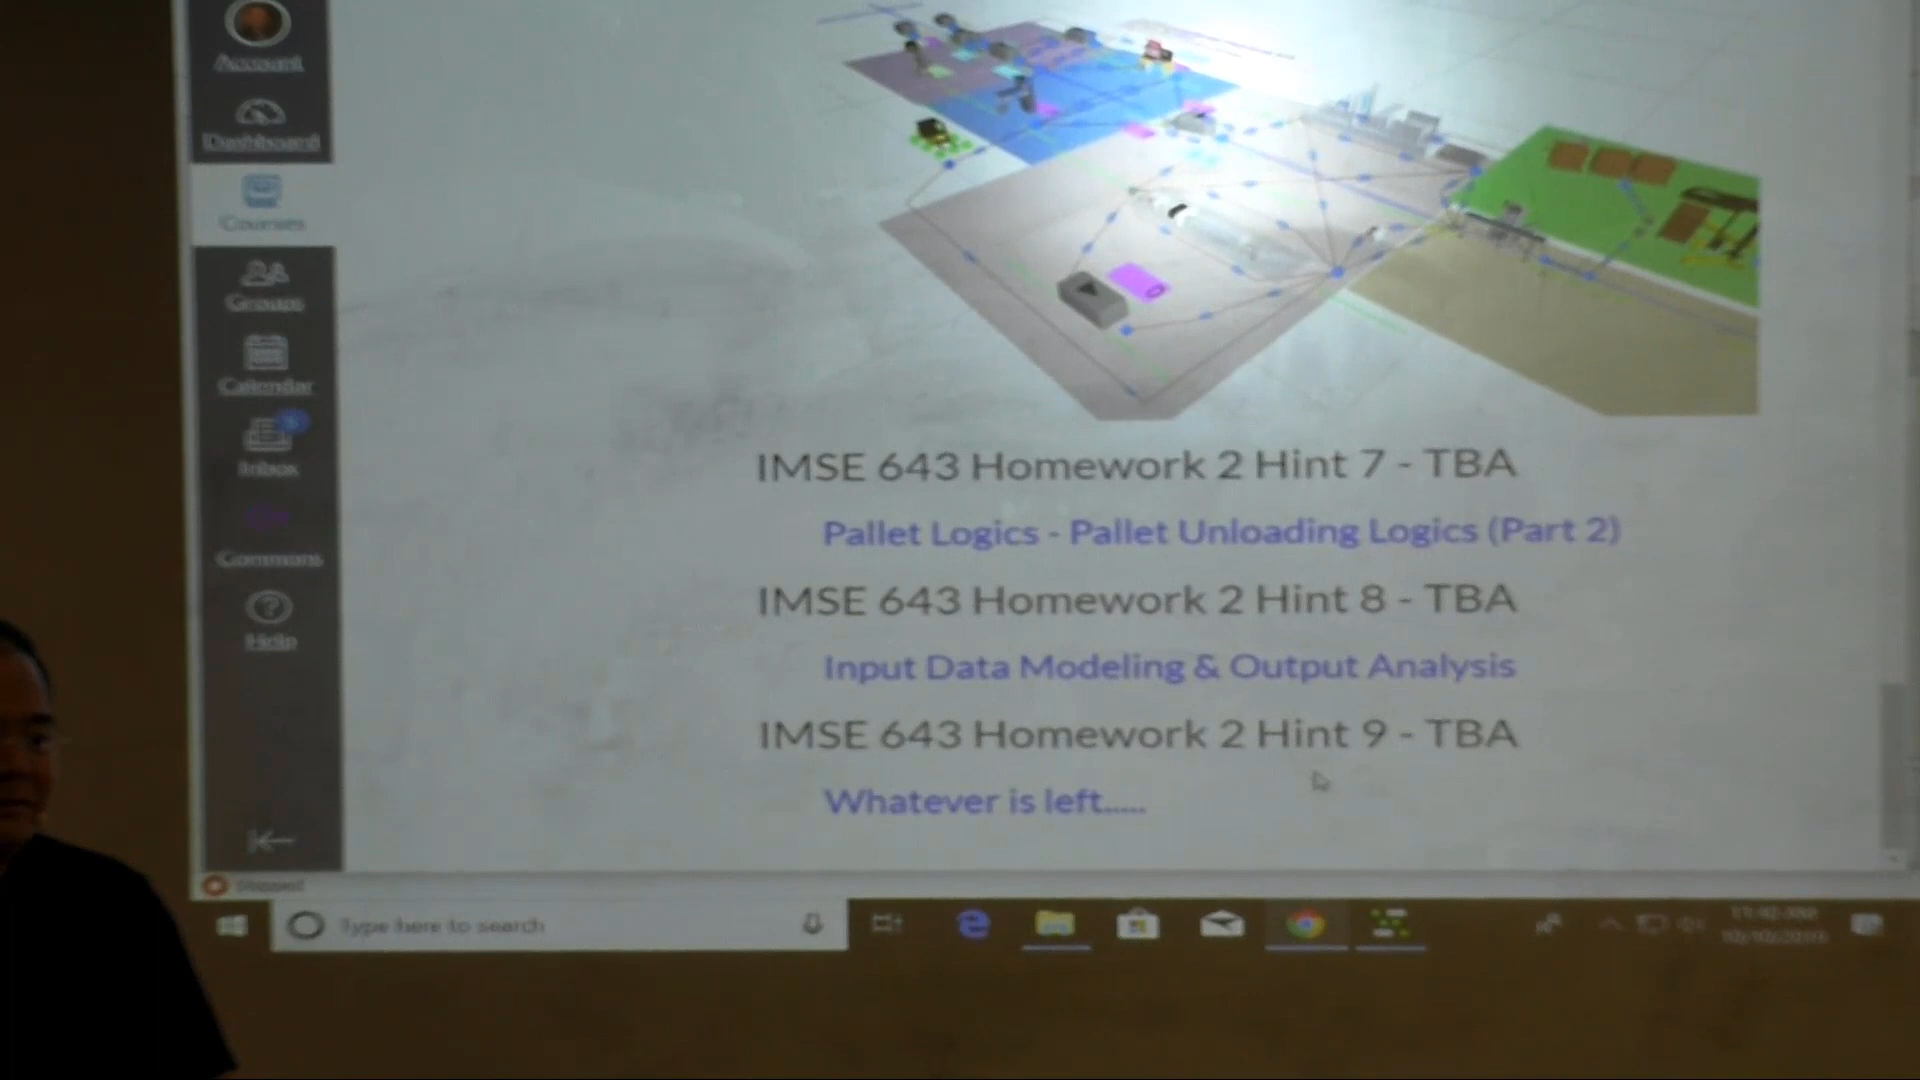 Account
Dashboard
Courses
Groups
Calendar
Inbox
Commons
Help
IMSE 643 Homework 2 Hint 7 - TBA
Pallet Logics - Pallet Unloading Logics (Part 2)
IMSE 643 Homework 2 Hint 8 - TBA
Input Data Modeling & Output Analysis
IMSE 643 Homework 2 Hint 9 - TBA
Whatever is left.....
Type here to search